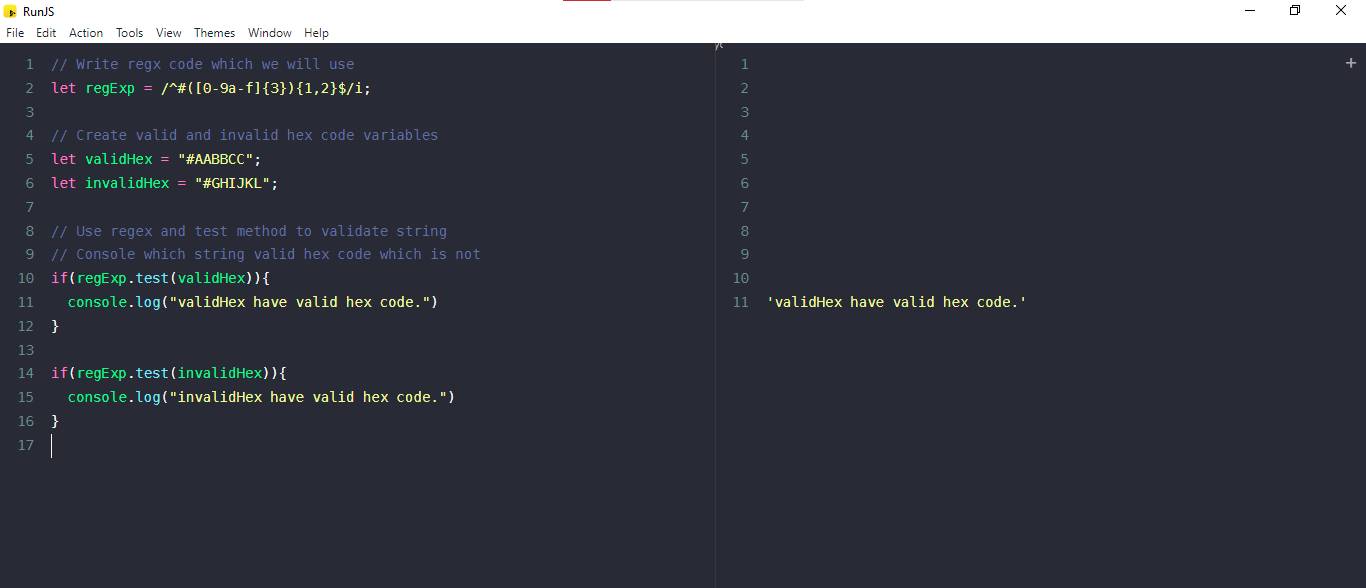 RunJS
File Edit Action Tools View Themes Window Help
1 // Write regx code which we will use
2 let regExp = /^#([0-9a-f]{3}){1,2}$/i;
3
4 // Create valid and invalid hex code variables
5 let validHex = "#AABBCC";
6 let invalidHex = "#GHIJKL";
7
8 // Use regex and test method to validate string
9 // Console which string valid hex code which is not
10 if(regExp.test(validHex)){
11   console.log("validHex have valid hex code.")
12 }
13
14 if(regExp.test(invalidHex)){
15   console.log("invalidHex have valid hex code.")
16 }
17
1
2
3
4
5
6
7
8
9
10
11 'validHex have valid hex code.'